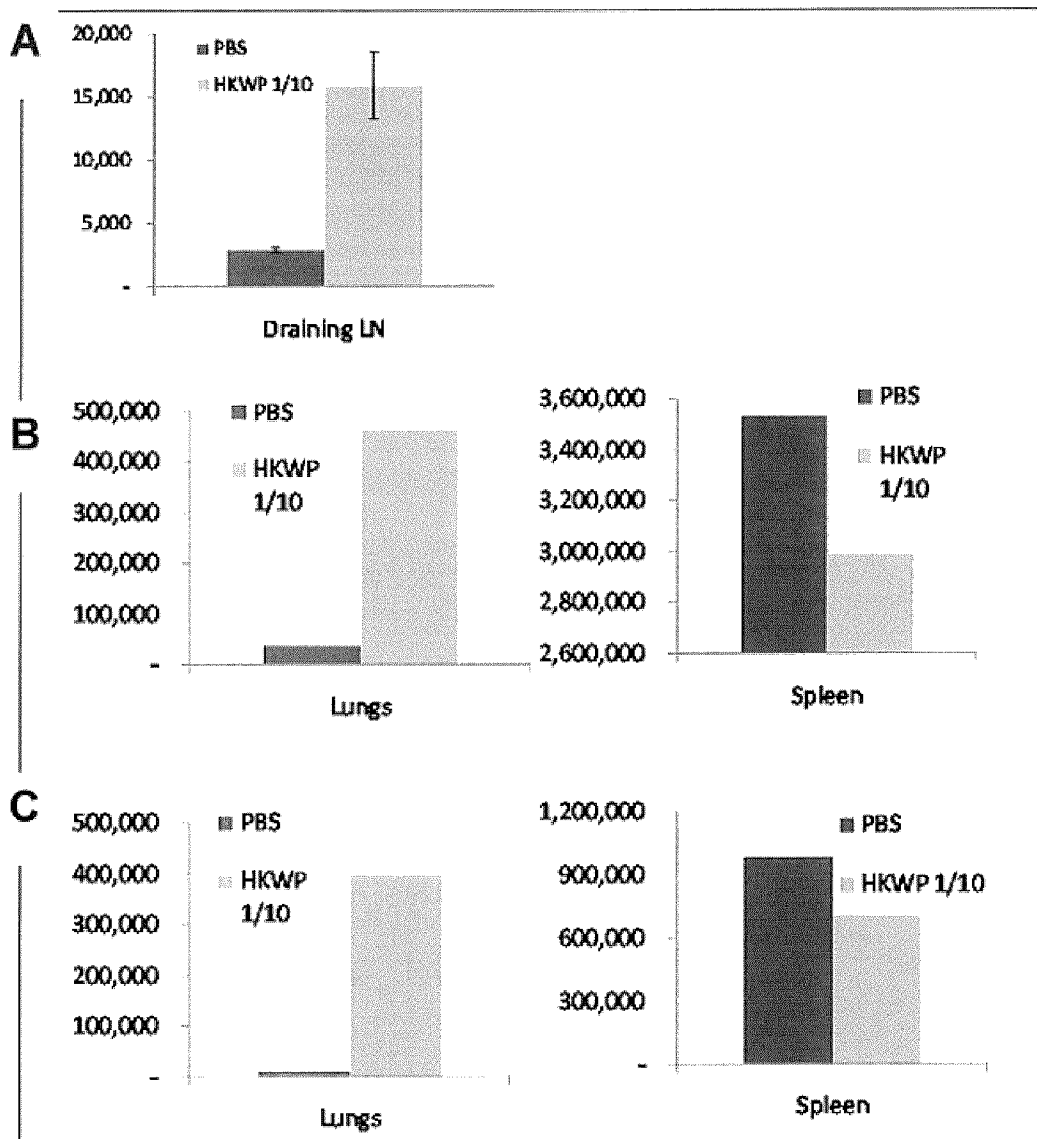 A
20,000
15,000
10,000
5,000
-
PBS
HKWP 1/10
Draining LN
B
500,000
400,000
300,000
200,000
100,000
-
PBS
HKWP
1/10
Lungs
3,600,000
3,400,000
3,200,000
3,000,000
2,800,000
2,600,000
PBS
HKWP
1/10
Spleen
C
500,000
400,000
300,000
200,000
100,000
-
PBS
HKWP
1/10
Lungs
1,200,000
900,000
600,000
300,000
-
PBS
HKWP 1/10
Spleen